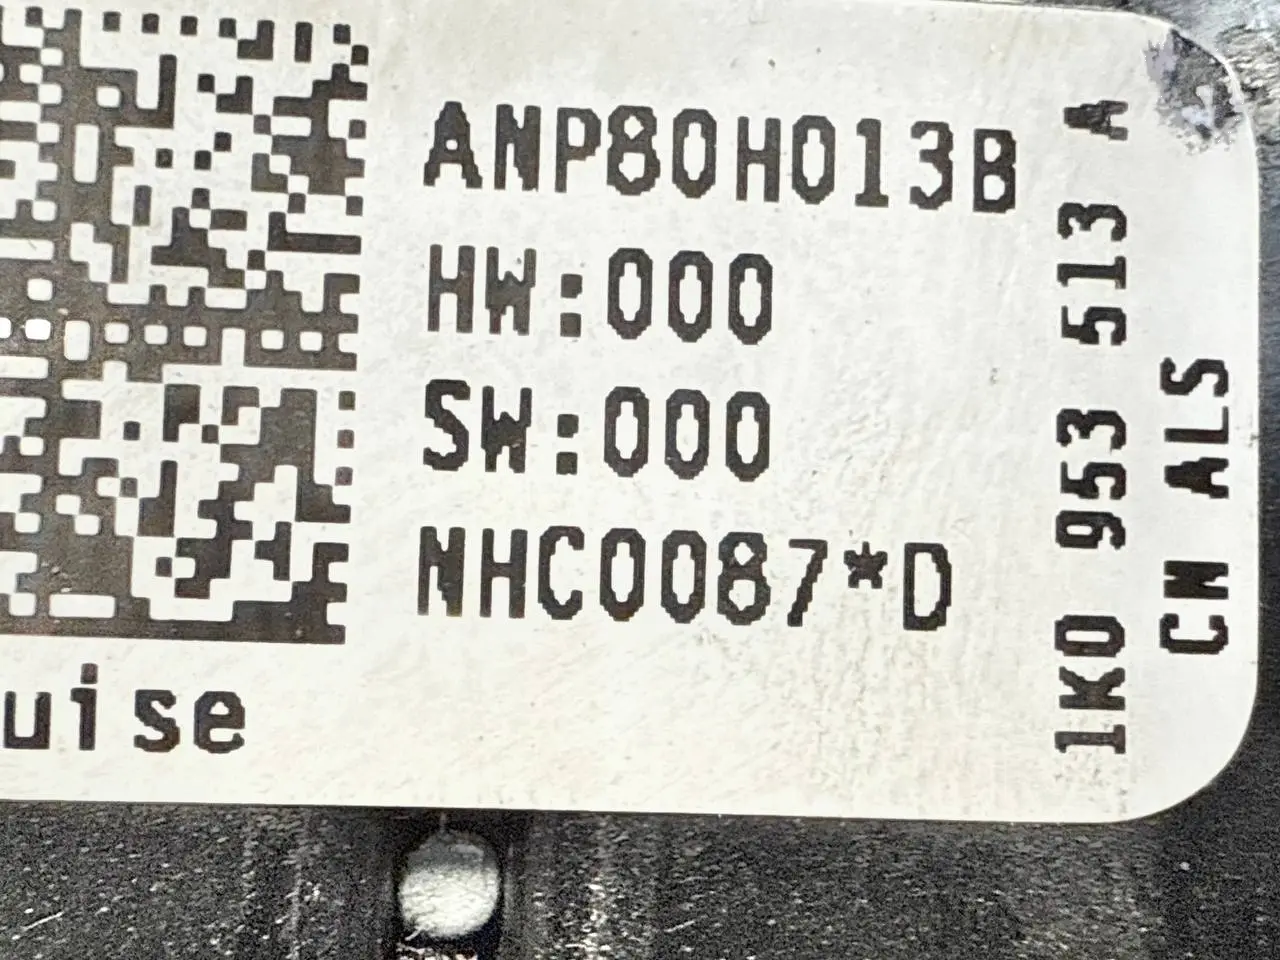 ANP80H013B
HW:000
SW:000
NHC0087*D
uise
1K0 953 513 A
CN ALS